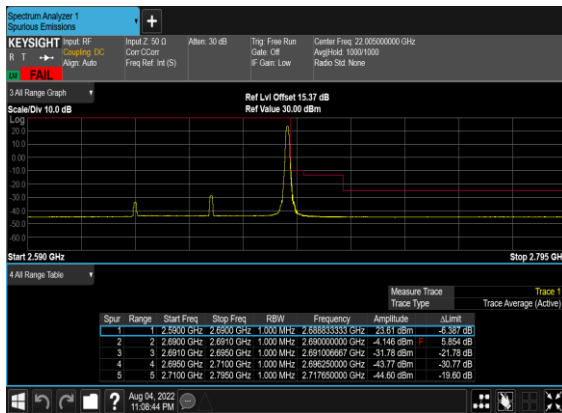 Spectrum Analyzer 1
Spurious Emissions
KEYSIGHT
R T
LW FAIL
Input: RF
Coupling: DC
Align: Auto
Input Z: 50 Ω
Corr CCorr
Freq Ref: Int (S)
Atten: 30 dB
Trig: Free Run
Gate: Off
IF Gain: Low
Center Freq: 22.005000000 GHz
Avg|Hold: 1000/1000
Radio Std: None
3 All Range Graph
Scale/Div 10.0 dB
Ref Lvl Offset 15.37 dB
Ref Value 30.00 dBm
Log
20.0
10.0
0.00
-10.0
-20.0
-30.0
-40.0
-50.0
-60.0
Start 2.590 GHz
Stop 2.795 GH
4 All Range Table
Measure Trace Trace 1
Trace Type Trace Average (Active)
Spur Range Start Freq Stop Freq RBW Frequency Amplitude ΔLimit
1 1 2.5900 GHz 2.6900 GHz 1.000 MHz 2.688833333 GHz 23.61 dBm -6.387 dB
2 2 2.6900 GHz 2.6910 GHz 1.000 MHz 2.690000000 GHz -4.146 dBm F 5.854 dB
3 3 2.6910 GHz 2.6950 GHz 1.000 MHz 2.691006667 GHz -31.78 dBm -21.78 dB
4 4 2.6950 GHz 2.7100 GHz 1.000 MHz 2.696250000 GHz -43.77 dBm -30.77 dB
5 5 2.7100 GHz 2.7950 GHz 1.000 MHz 2.717650000 GHz -44.60 dBm -19.60 dB
Aug 04, 2022
11:08:44 PM